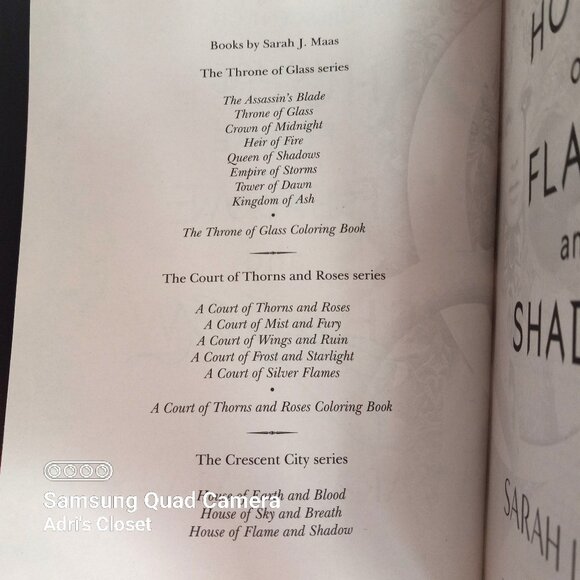 Books by Sarah J. Maas
The Throne of Glass series
The Assassin's Blade
Throne of Glass
Crown of Midnight
Heir of Fire
Queen of Shadows
Empire of Storms
Tower of Dawn
Kingdom of Ash
•
The Throne of Glass Coloring Book
The Court of Thorns and Roses series
A Court of Thorns and Roses
A Court of Mist and Fury
A Court of Wings and Ruin
A Court of Frost and Starlight
A Court of Silver Flames
•
A Court of Thorns and Roses Coloring Book
The Crescent City series
House of Earth and Blood
House of Sky and Breath
House of Flame and Shadow
Samsung Quad Camera
Adri's Closet
HO
o
FLA
an
SHAD
SARAH J